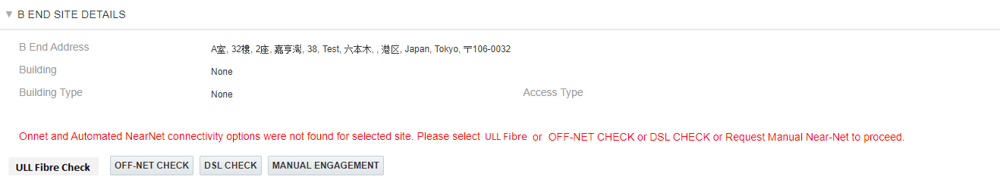 B END SITE DETAILS
B End Address A室, 32樓, 2座, 嘉亨灣, 38, Test, 六本木, , 港区, Japan, Tokyo, 〒106-0032
Building None
Building Type None Access Type
Onnet and Automated NearNet connectivity options were not found for selected site. Please select ULL Fibre or OFF-NET CHECK or DSL CHECK or Request Manual Near-Net to proceed.
ULL Fibre Check OFF-NET CHECK DSL CHECK MANUAL ENGAGEMENT